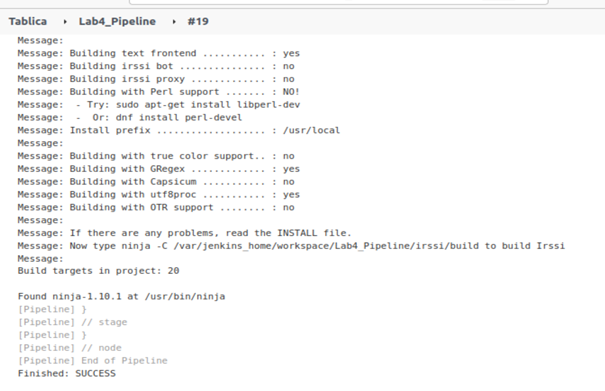 Tablica ▸ Lab4_Pipeline ▸ #19
Message:
Message: Building text frontend ........... : yes
Message: Building irssi bot ............... : no
Message: Building irssi proxy ............. : no
Message: Building with Perl support ....... : NO!
Message:  - Try: sudo apt-get install libperl-dev
Message:  -  Or: dnf install perl-devel
Message: Install prefix ................... : /usr/local
Message:
Message: Building with true color support.. : no
Message: Building with GRegex ............. : yes
Message: Building with Capsicum ........... : no
Message: Building with utf8proc ........... : yes
Message: Building with OTR support ........ : no
Message:
Message: If there are any problems, read the INSTALL file.
Message: Now type ninja -C /var/jenkins_home/workspace/Lab4_Pipeline/irssi/build to build Irssi
Message:
Build targets in project: 20
Found ninja-1.10.1 at /usr/bin/ninja
[Pipeline] }
[Pipeline] // stage
[Pipeline] }
[Pipeline] // node
[Pipeline] End of Pipeline
Finished: SUCCESS